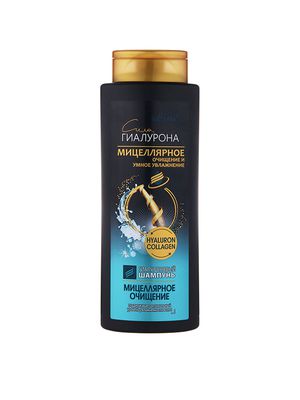 Сила
ГИАЛУРОНА
МИЦЕЛЛЯРНОЕ
ОЧИЩЕНИЕ И
УМНОЕ УВЛАЖНЕНИЕ
HYALURON
COLLAGEN
ШАМПУНЬ
МИЦЕЛЛЯРНОЕ
ОЧИЩЕНИЕ